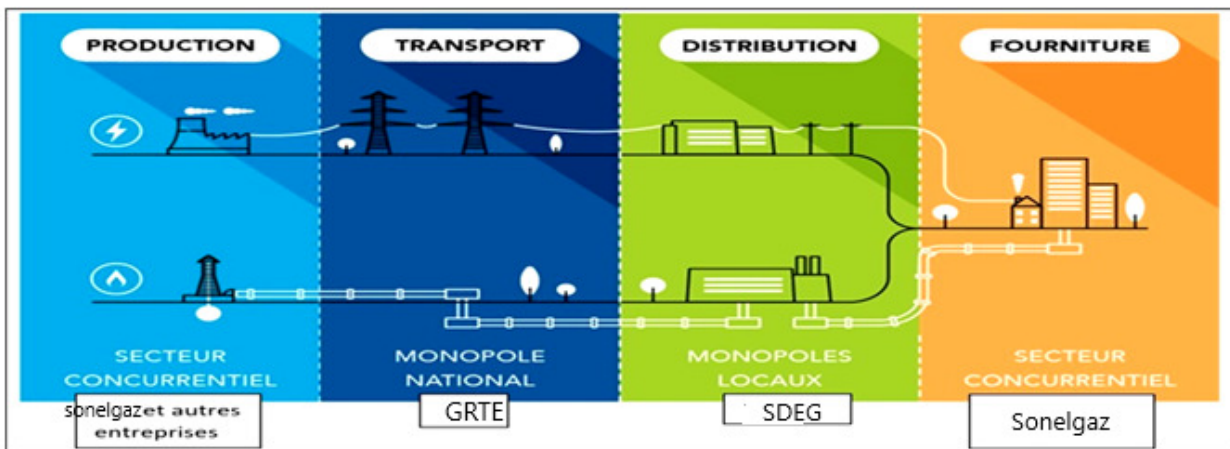 PRODUCTION
TRANSPORT
DISTRIBUTION
FOURNITURE
SECTEUR
CONCURRENTIEL
MONOPOLE
NATIONAL
MONOPOLES
LOCAUX
SECTEUR
CONCURRENTIEL
sonelgazet autres
entreprises
GRTE
SDEG
Sonelgaz